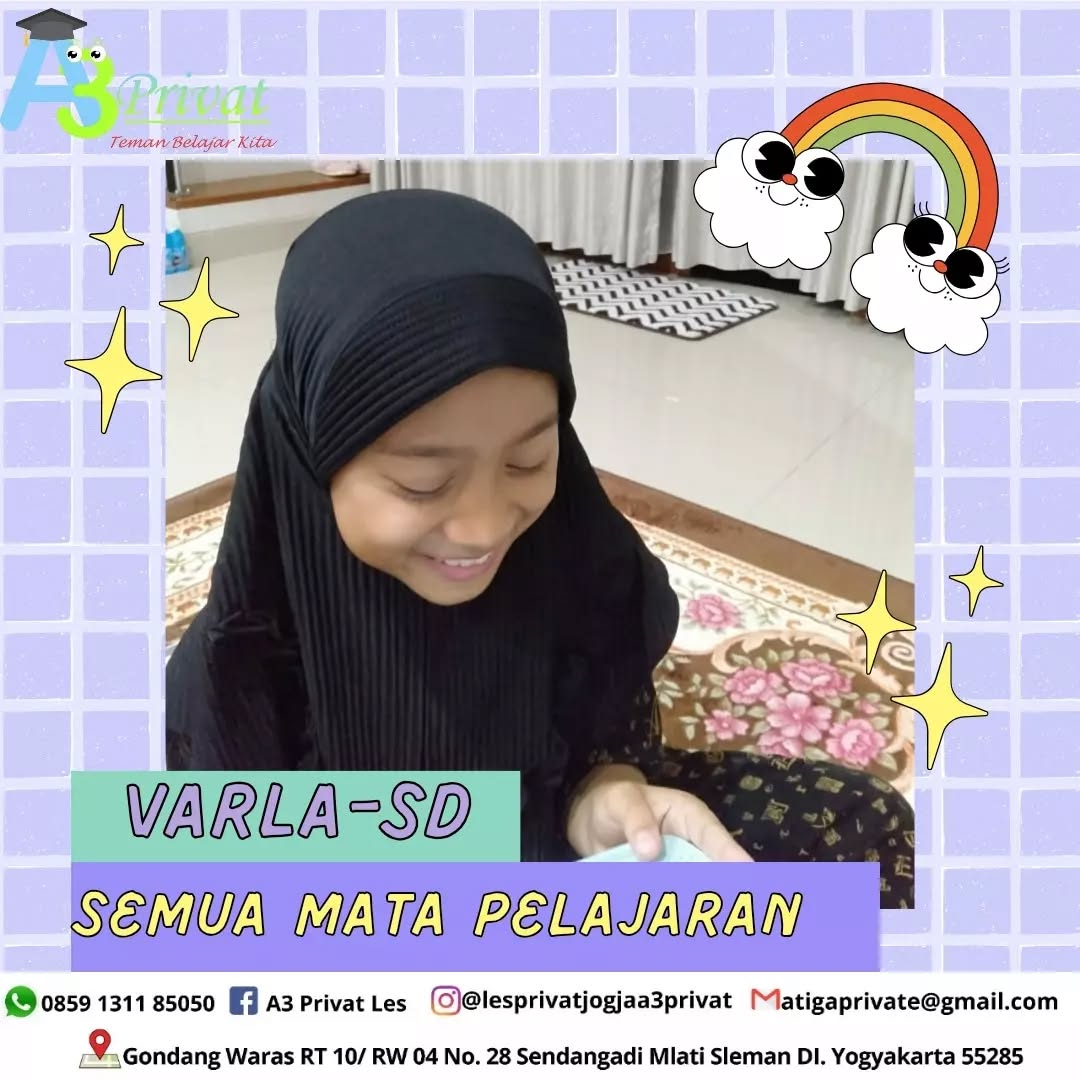 A3 Privat
Teman Belajar Kita
VARLA-SD
SEMUA MATA PELAJARAN
0859 1311 85050 A3 Privat Les @lesprivatjogjaa3privat atigaprivate@gmail.com
Gondang Waras RT 10/ RW 04 No. 28 Sendangadi Mlati Sleman DI. Yogyakarta 55285